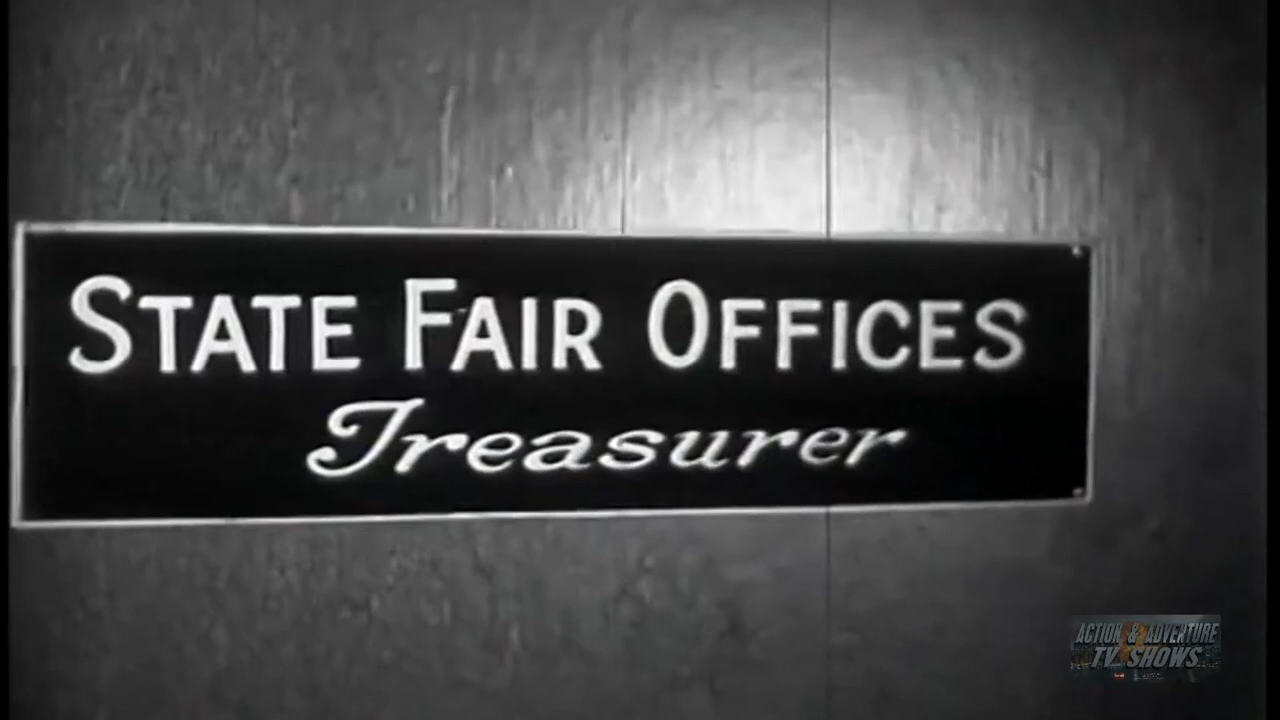 STATE FAIR OFFICES
Treasurer
ACTION & ADVENTURE
TV SHOWS